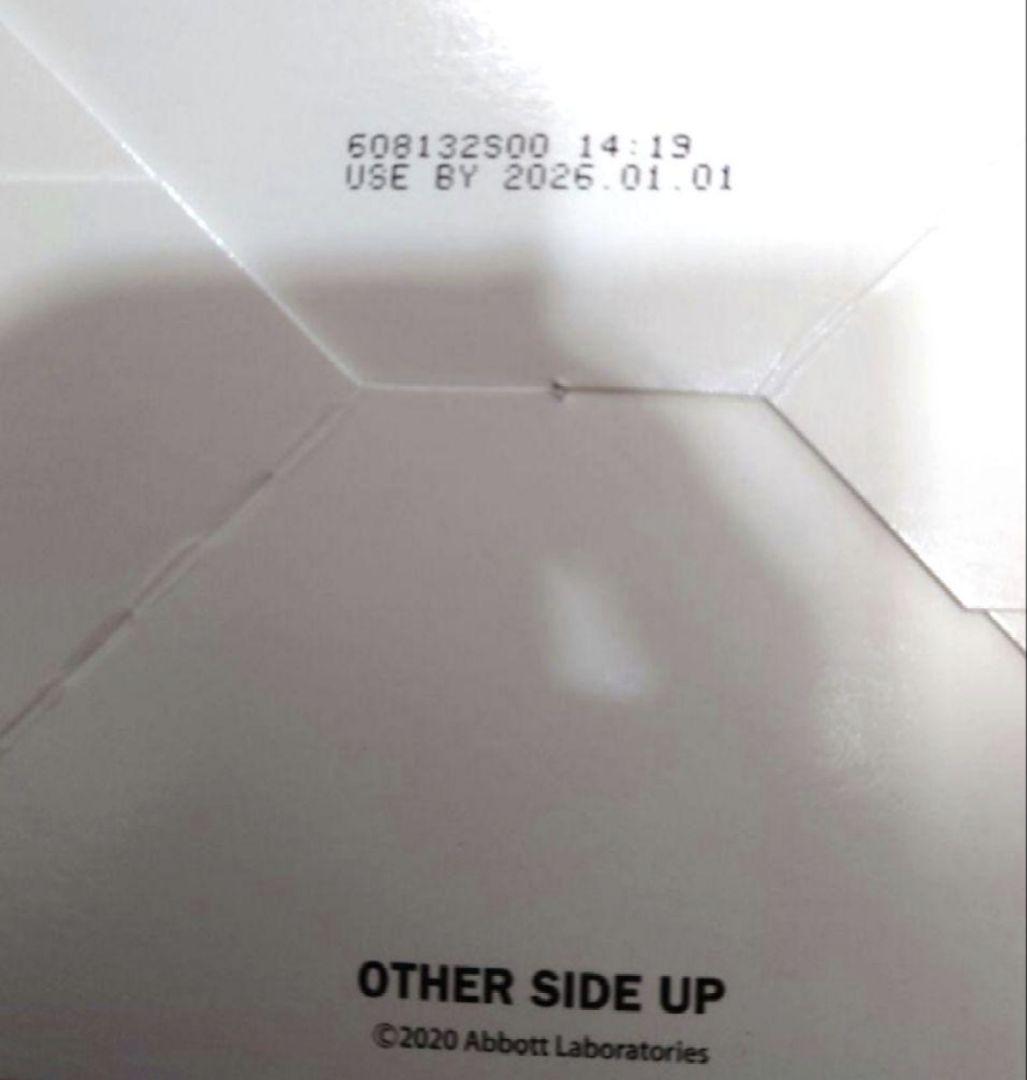 608132S00 14:19
USE BY 2026.01.01
OTHER SIDE UP
©2020 Abbott Laboratories